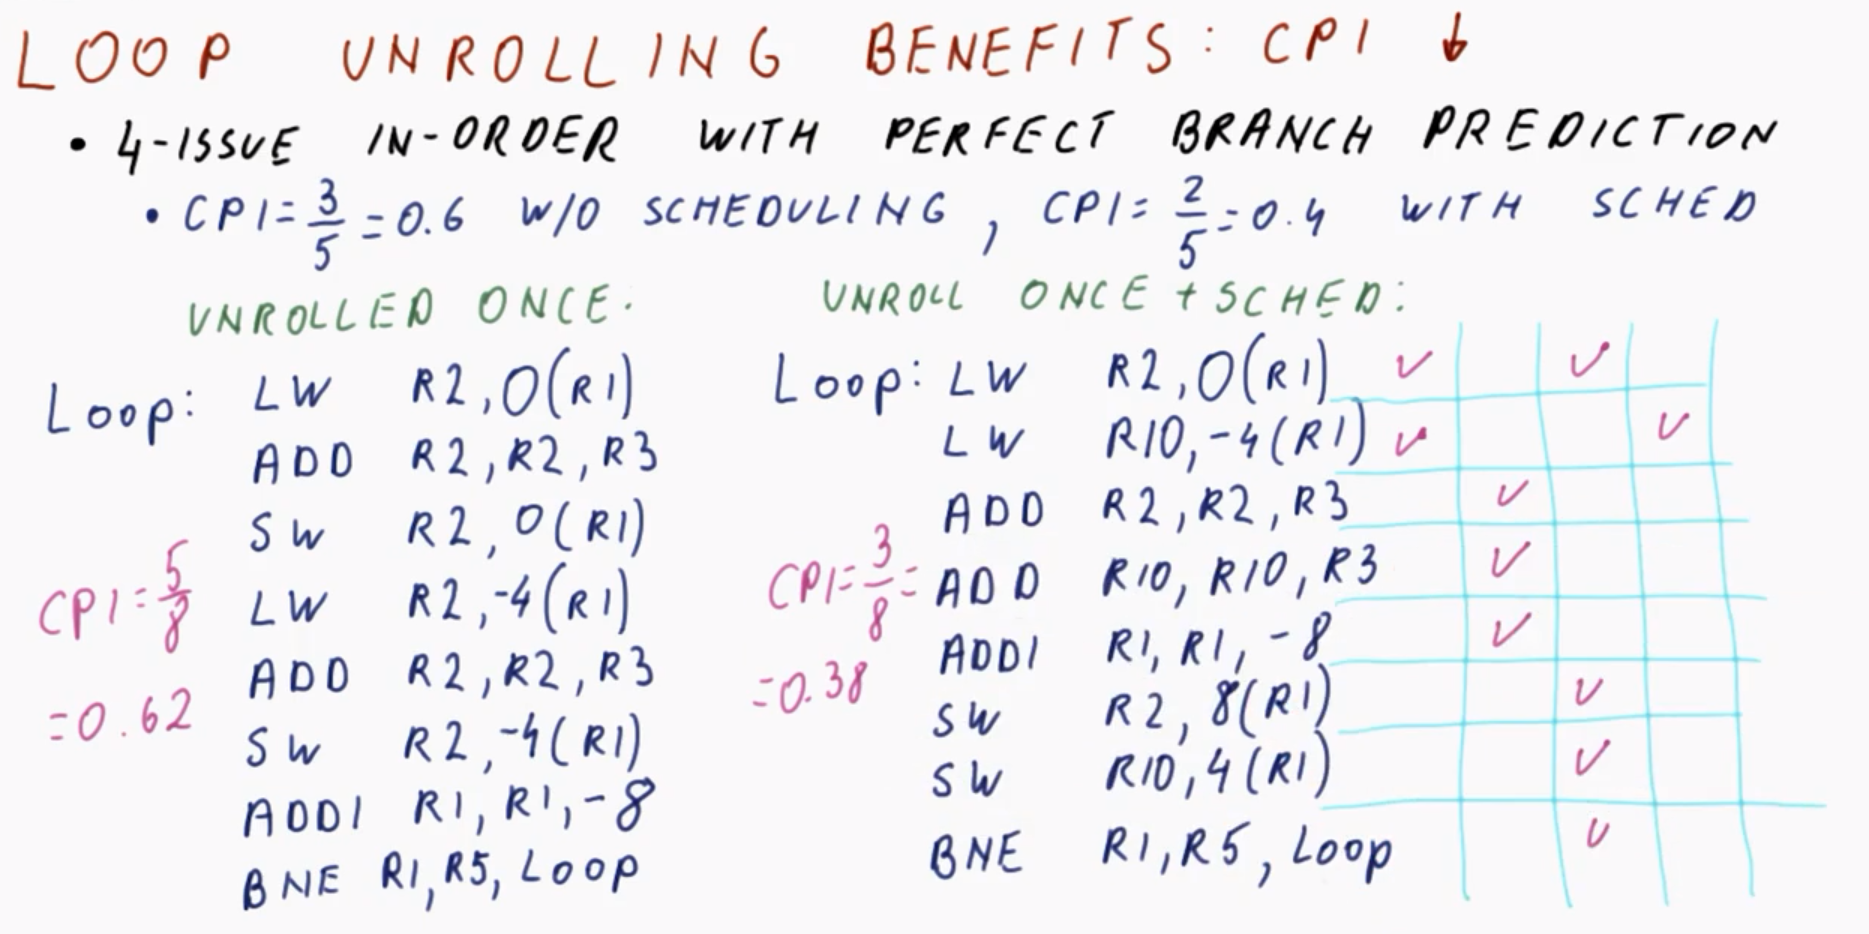 LOOP UNROLLING BENEFITS: CPI ↓
• 4-ISSUE IN-ORDER WITH PERFECT BRANCH PREDICTION
• CPI = 3/5 = 0.6 W/O SCHEDULING, CPI = 2/5 = 0.4 WITH SCHED
UNROLLED ONCE:
Loop: LW R2, 0(R1)
ADD R2, R2, R3
SW R2, 0(R1)
LW R2, -4(R1)
ADD R2, R2, R3
SW R2, -4(R1)
ADDI R1, R1, -8
BNE R1, R5, Loop
CPI = 5/8
= 0.62
UNROLL ONCE + SCHED:
Loop: LW R2, 0(R1) ✓ ✓
LW R10, -4(R1) ✓ ✓
ADD R2, R2, R3 ✓
ADD R10, R10, R3 ✓
ADDI R1, R1, -8 ✓
SW R2, 8(R1) ✓
SW R10, 4(R1) ✓
BNE R1, R5, Loop ✓
CPI = 3/8 =
= 0.38